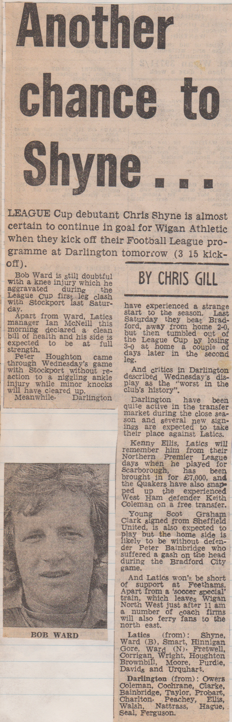 Another
chance to
Shyne...
LEAGUE Cup debutant Chris Shyne is almost
certain to continue in goal for Wigan Athletic
when they kick off their Football League pro-
gramme at Darlington tomorrow (3 15 kick-
off).
Bob Ward is still doubtful
with a knee injury which he
aggravated during the
League Cup first leg clash
with Stockport last Satur-
day.
Apart from Ward, Latics
manager Ian McNeill this
morning declared a clean
bill of health and his side is
expected to be at full
strength.
Peter Houghton came
through Wednesday's game
with Stockport without re-
action to a niggling ankle
injury while minor knocks
will have cleared up.
Meanwhile Darlington
BY CHRIS GILL
have experienced a strange
start to the season. Last
Saturday they beat Brad-
ford, away from home 2-0,
but then tumbled out of
the League Cup by losing
3-0 at home a couple of
days later in the second
leg.
And critics in Darlington
described Wednesday's dis-
play as the "worst in the
club's history".
Darlington have been
quite active in the transfer
market during the close sea-
son and several new sign-
ings are expected to take
their place against Latics.
Kenny Ellis, Latics will
remember him from their
Northern Premier League
days when he played for
Scarborough, has been
brought in for £7,000, and
the Quakers have also snap-
ped up the experienced
West Ham defender Keith
Coleman on a free transfer.
Young Scot Graham
Clark signed from Sheffield
United, is also expected to
play but the home side is
likely to be without defen-
der Peter Bainbridge who
suffered a gash on the head
during the Bradford City
game.
And Latics won't be short
of support at Feethams.
Apart from a 'soccer special'
train, which leaves Wigan
North West just after 11 am
a number of coach firms
will also ferry fans to the
north east.
Latics (from): Shyne,
Ward (B), Smart, Hinnigan
Gore, Ward (N), Fretwell,
Corrigan, Wright, Houghton
Brownbill, Moore, Purdie,
Davids and Urquhart.
Darlington (from): Owers
Coleman, Cochrane, Clarke,
Bainbridge, Taylor, Probart,
Charlton, Peachey, Ellis,
Walsh, Nattrass, Hague,
Seal, Ferguson.
BOB WARD